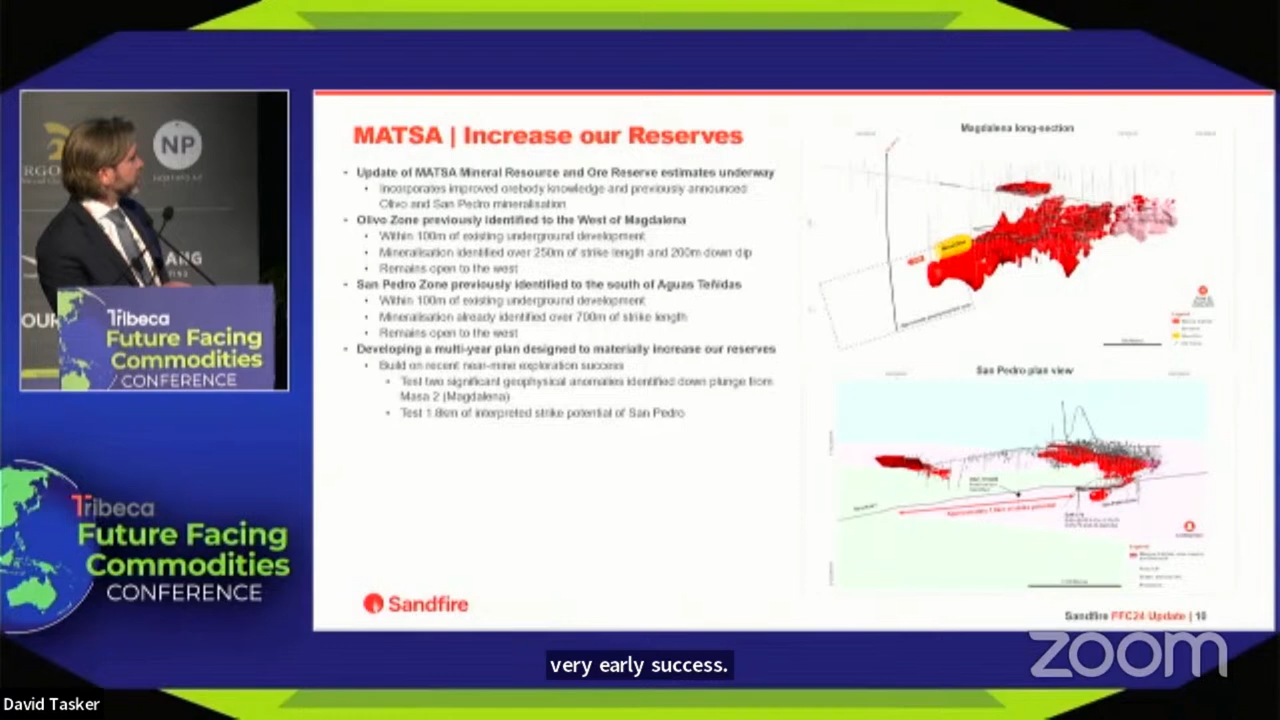 NP
ANG
OUR
Tribeca
Future Facing
Commodities
CONFERENCE
Tribeca
Future Facing
Commodities
CONFERENCE
MATSA | Increase our Reserves
- Update of MATSA Mineral Resource and Ore Reserve estimates underway
• Incorporates improved orebody knowledge and previously announced
Olivo and San Pedro mineralisation
- Olivo Zone previously identified to the West of Magdalena
• Within 100m of existing underground development
• Mineralisation identified over 250m of strike length and 200m down dip
• Remains open to the west
- San Pedro Zone previously identified to the south of Aguas Teñidas
• Within 100m of existing underground development
• Mineralisation already identified over 700m of strike length
• Remains open to the west
- Developing a multi-year plan designed to materially increase our reserves
• Build on recent near-mine exploration success
• Test two significant geophysical anomalies identified down plunge from
Masa 2 (Magdalena)
• Test 1.8km of interpreted strike potential of San Pedro
Magdalena long-section
San Pedro plan view
Sandfire
Sandfire FFC24 Update | 10
very early success.
zoom
David Tasker